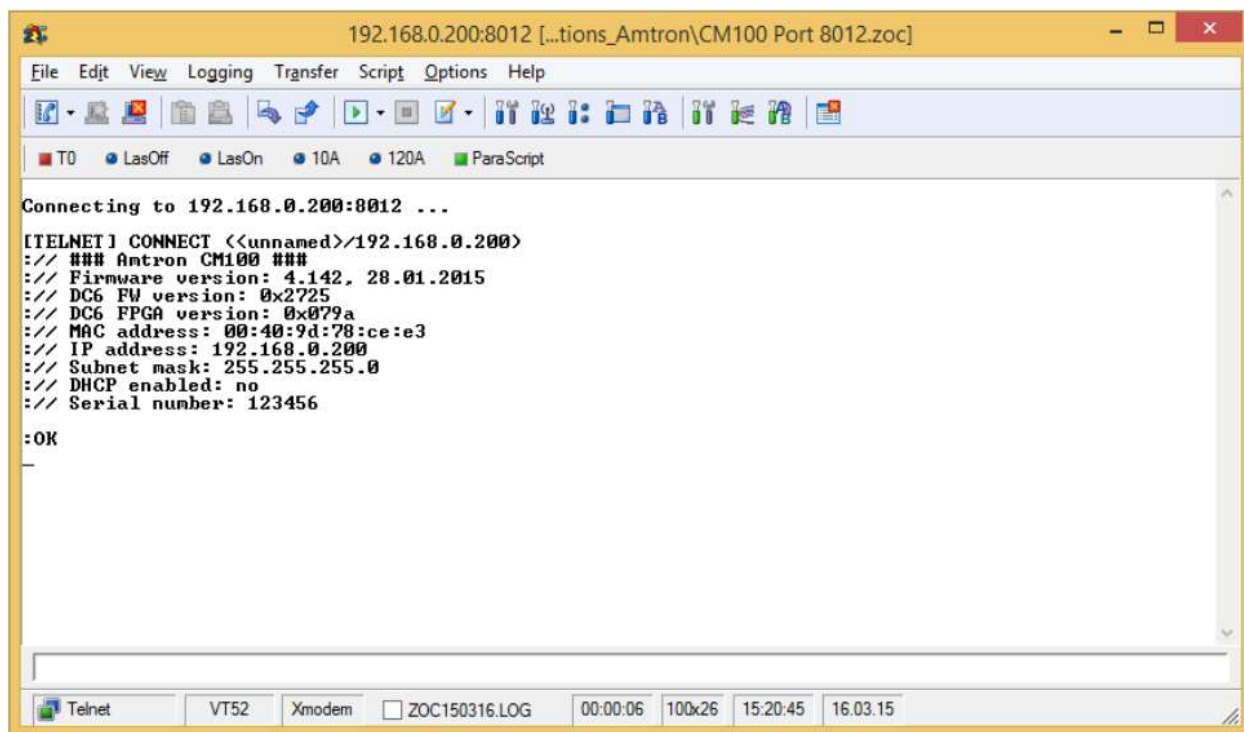 192.168.0.200:8012 [...tions_Amtron\CM100 Port 8012.zoc]
File Edit View Logging Transfer Script Options Help
T0 LasOff LasOn 10A 120A ParaScript
Connecting to 192.168.0.200:8012 ...
[TELNET] CONNECT (<unnamed>/192.168.0.200)
:// ### Amtron CM100 ###
:// Firmware version: 4.142, 28.01.2015
:// DC6 FW version: 0x2725
:// DC6 FPGA version: 0x079a
:// MAC address: 00:40:9d:78:ce:e3
:// IP address: 192.168.0.200
:// Subnet mask: 255.255.255.0
:// DHCP enabled: no
:// Serial number: 123456
:OK
Telnet VT52 Xmodem ZOC150316.LOG 00:00:06 100x26 15:20:45 16.03.15